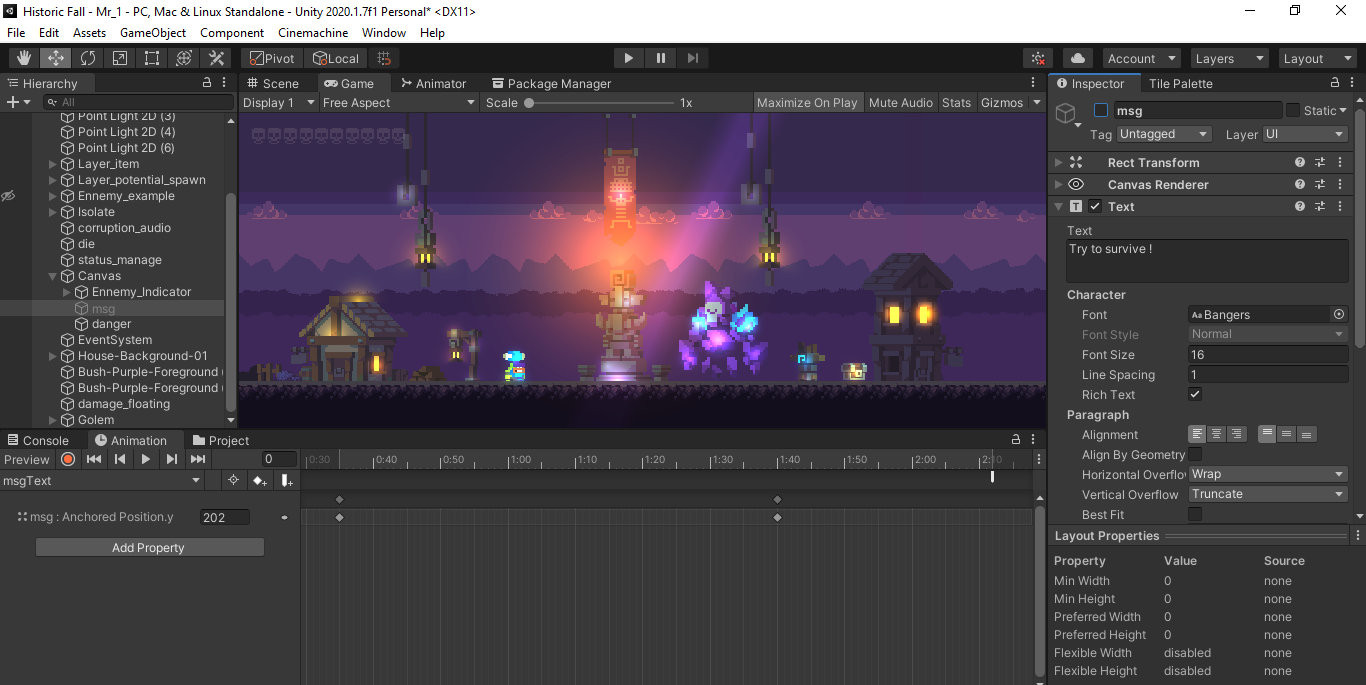 Historic Fall - Mr_1 - PC, Mac & Linux Standalone - Unity 2020.1.7f1 Personal* <DX11>
File Edit Assets GameObject Component Cinemachine Window Help
Pivot Local Account Layers Layout
Hierarchy
All
Point Light 2D (3)
Point Light 2D (4)
Point Light 2D (6)
Layer_item
Layer_potential_spawn
Ennemy_example
Isolate
corruption_audio
die
status_manage
Canvas
Ennemy_Indicator
msg
danger
EventSystem
House-Background-01
Bush-Purple-Foreground
Bush-Purple-Foreground (
damage_floating
Golem
Scene Game Animator Package Manager
Display 1 Free Aspect Scale 1x Maximize On Play Mute Audio Stats Gizmos
Inspector Tile Palette
msg Static
Tag Untagged Layer UI
Rect Transform
Canvas Renderer
Text
Text
Try to survive !
Character
Font Bangers
Font Style Normal
Font Size 16
Line Spacing 1
Rich Text
Paragraph
Alignment
Align By Geometry
Horizontal Overflow Wrap
Vertical Overflow Truncate
Best Fit
Layout Properties
Property Value Source
Min Width 0 none
Min Height 0 none
Preferred Width 0 none
Preferred Height 0 none
Flexible Width disabled none
Flexible Height disabled none
Console Animation Project
Preview 0
0:30 0:40 0:50 1:00 1:10 1:20 1:30 1:40 1:50 2:00 2:10
msgText
msg : Anchored Position.y 202
Add Property